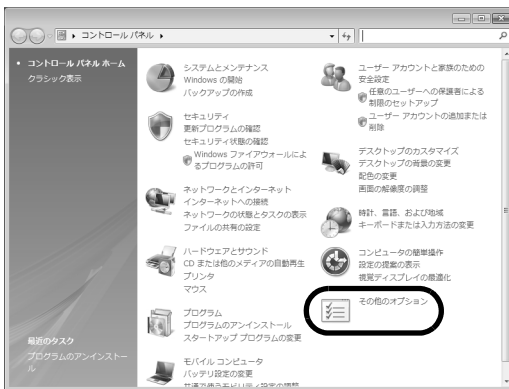 コントロール パネル
コントロール パネル ホーム
クラシック表示
システムとメンテナンス
Windows の開始
バックアップの作成
セキュリティ
更新プログラムの確認
セキュリティ状態の確認
Windows ファイアウォールによ
るプログラムの許可
ネットワークとインターネット
インターネットへの接続
ネットワークの状態とタスクの表示
ファイルの共有の設定
ハードウェアとサウンド
CD または他のメディアの自動再生
プリンタ
マウス
プログラム
プログラムのアンインストール
スタートアップ プログラムの変更
モバイル コンピュータ
バッテリ設定の変更
共通で使うモビリティ設定の調整
ユーザー アカウントと家族のための
安全設定
任意のユーザーへの保護者による
制限のセットアップ
ユーザー アカウントの追加または
削除
デスクトップのカスタマイズ
デスクトップの背景の変更
配色の変更
画面の解像度の調整
時計、言語、および地域
キーボードまたは入力方法の変更
コンピュータの簡単操作
設定の提案の表示
視覚ディスプレイの最適化
その他のオプション
最近のタスク
プログラムのアンインストー
ル